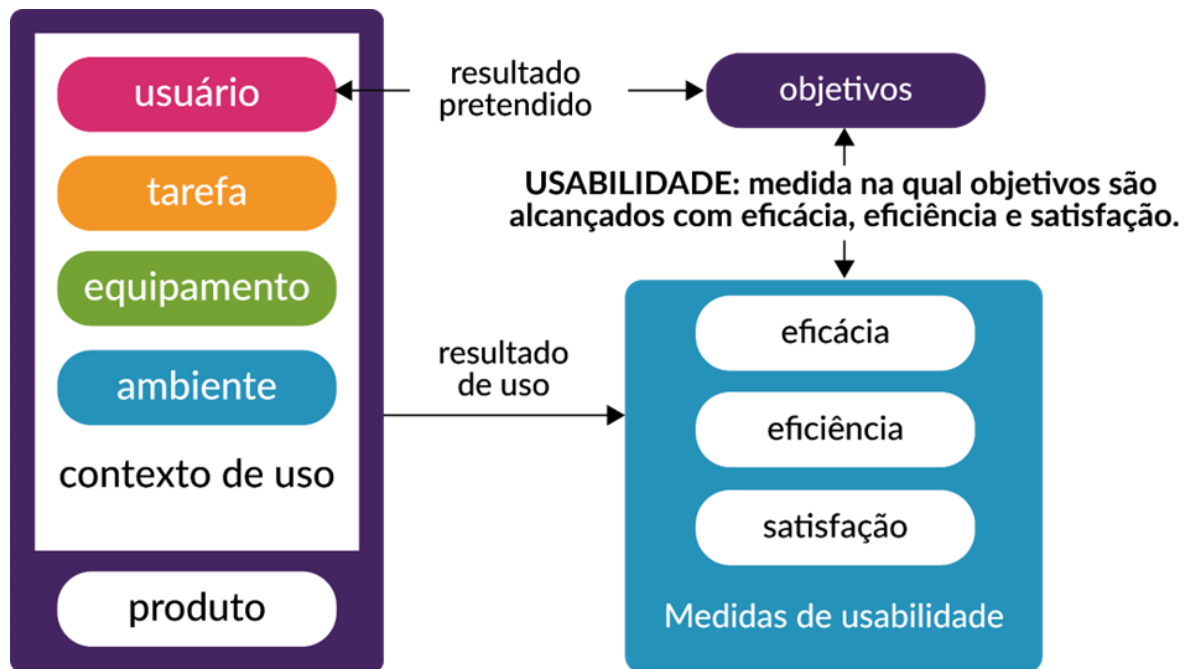 usuário
tarefa
equipamento
ambiente
contexto de uso
produto
resultado
pretendido
objetivos
USABILIDADE: medida na qual objetivos são
alcançados com eficácia, eficiência e satisfação.
resultado
de uso
eficácia
eficiência
satisfação
Medidas de usabilidade